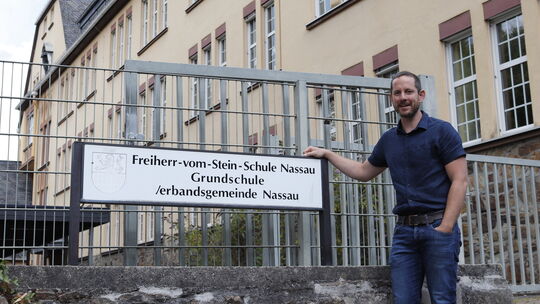 Freiherr-vom-Stein-Schule Nassau
Grundschule
/erbandsgemeinde Nassau